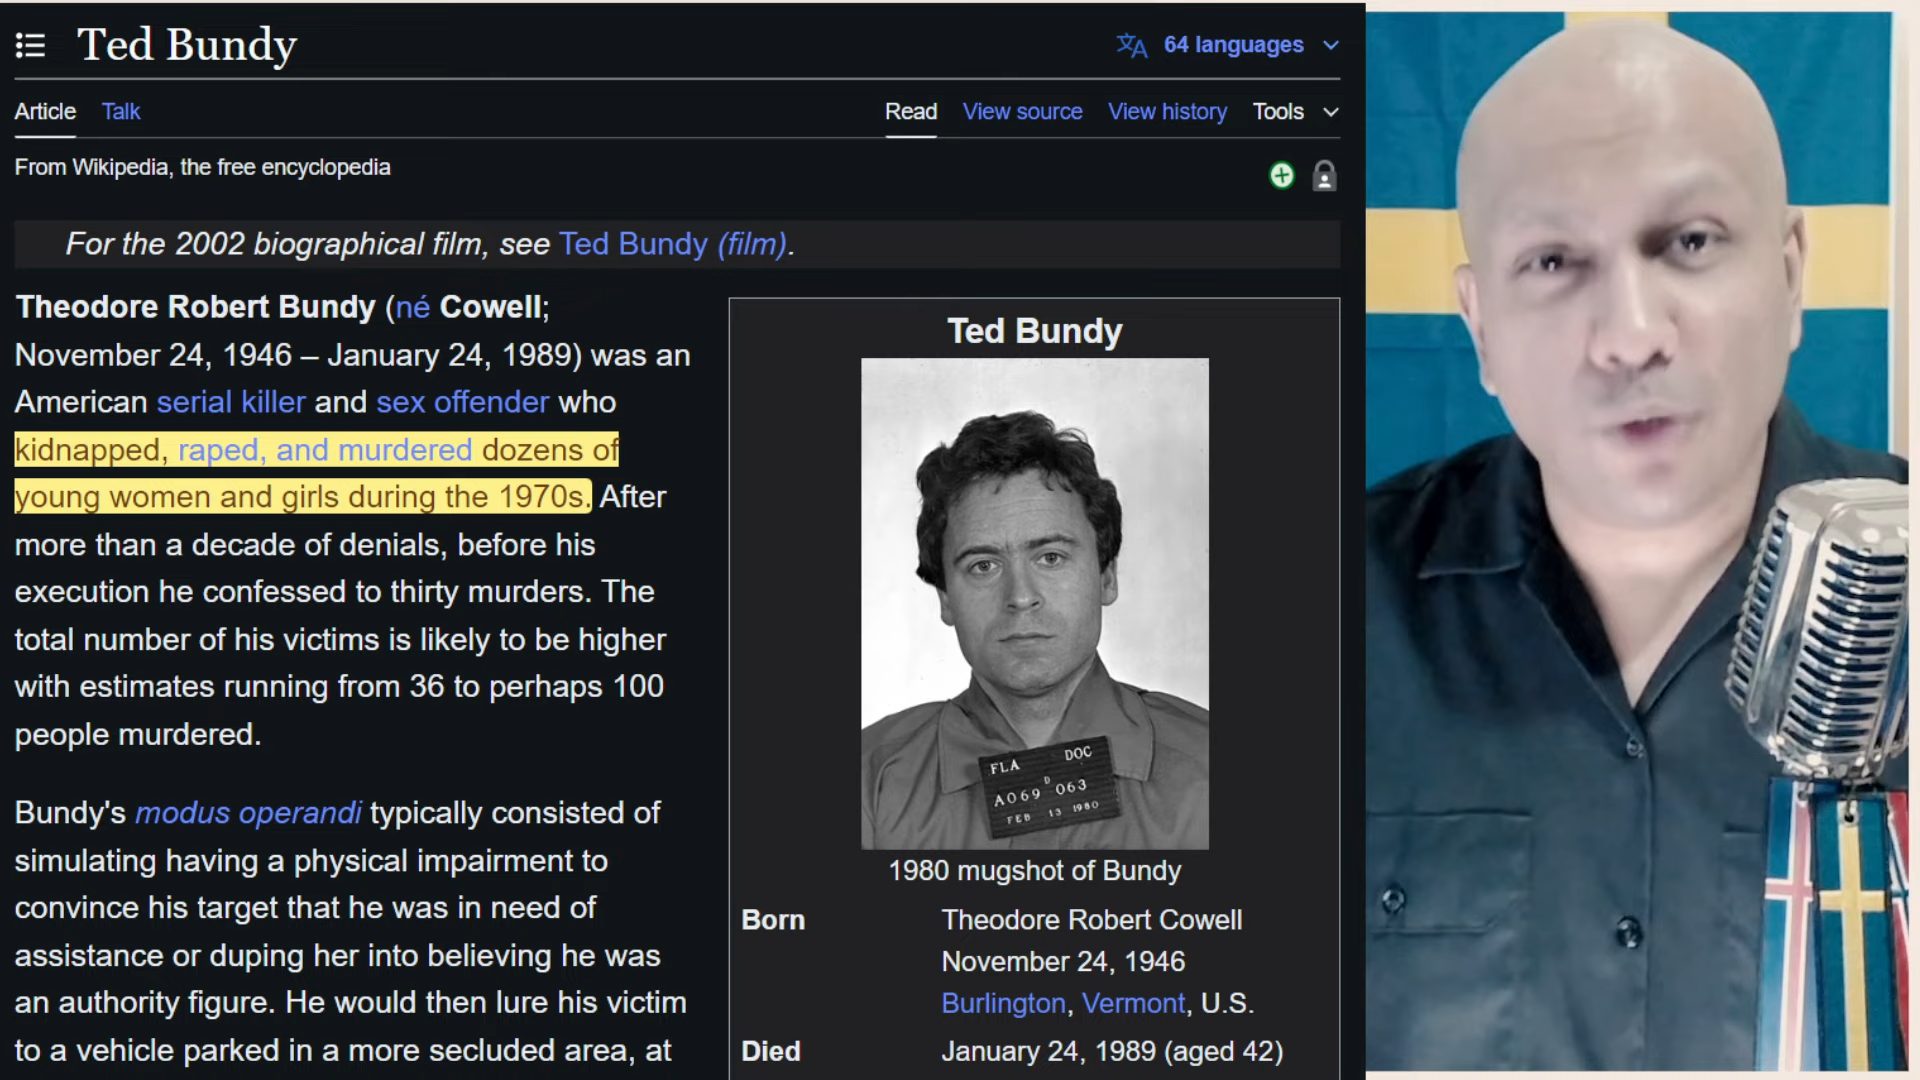 Ted Bundy
64 languages
Article Talk Read View source View history Tools
From Wikipedia, the free encyclopedia
For the 2002 biographical film, see Ted Bundy (film).
Theodore Robert Bundy (né Cowell;
November 24, 1946 – January 24, 1989) was an
American serial killer and sex offender who
kidnapped, raped, and murdered dozens of
young women and girls during the 1970s. After
more than a decade of denials, before his
execution he confessed to thirty murders. The
total number of his victims is likely to be higher
with estimates running from 36 to perhaps 100
people murdered.
Bundy's modus operandi typically consisted of
simulating having a physical impairment to
convince his target that he was in need of
assistance or duping her into believing he was
an authority figure. He would then lure his victim
to a vehicle parked in a more secluded area, at
Ted Bundy
FLA DOC
D
A069 063
FEB 13 1980
1980 mugshot of Bundy
Born Theodore Robert Cowell
November 24, 1946
Burlington, Vermont, U.S.
Died January 24, 1989 (aged 42)